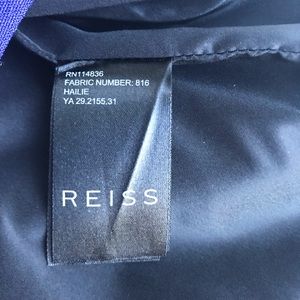 RN114836
FABRIC NUMBER: 816
HAILIE
YA 29.2155.31
REISS